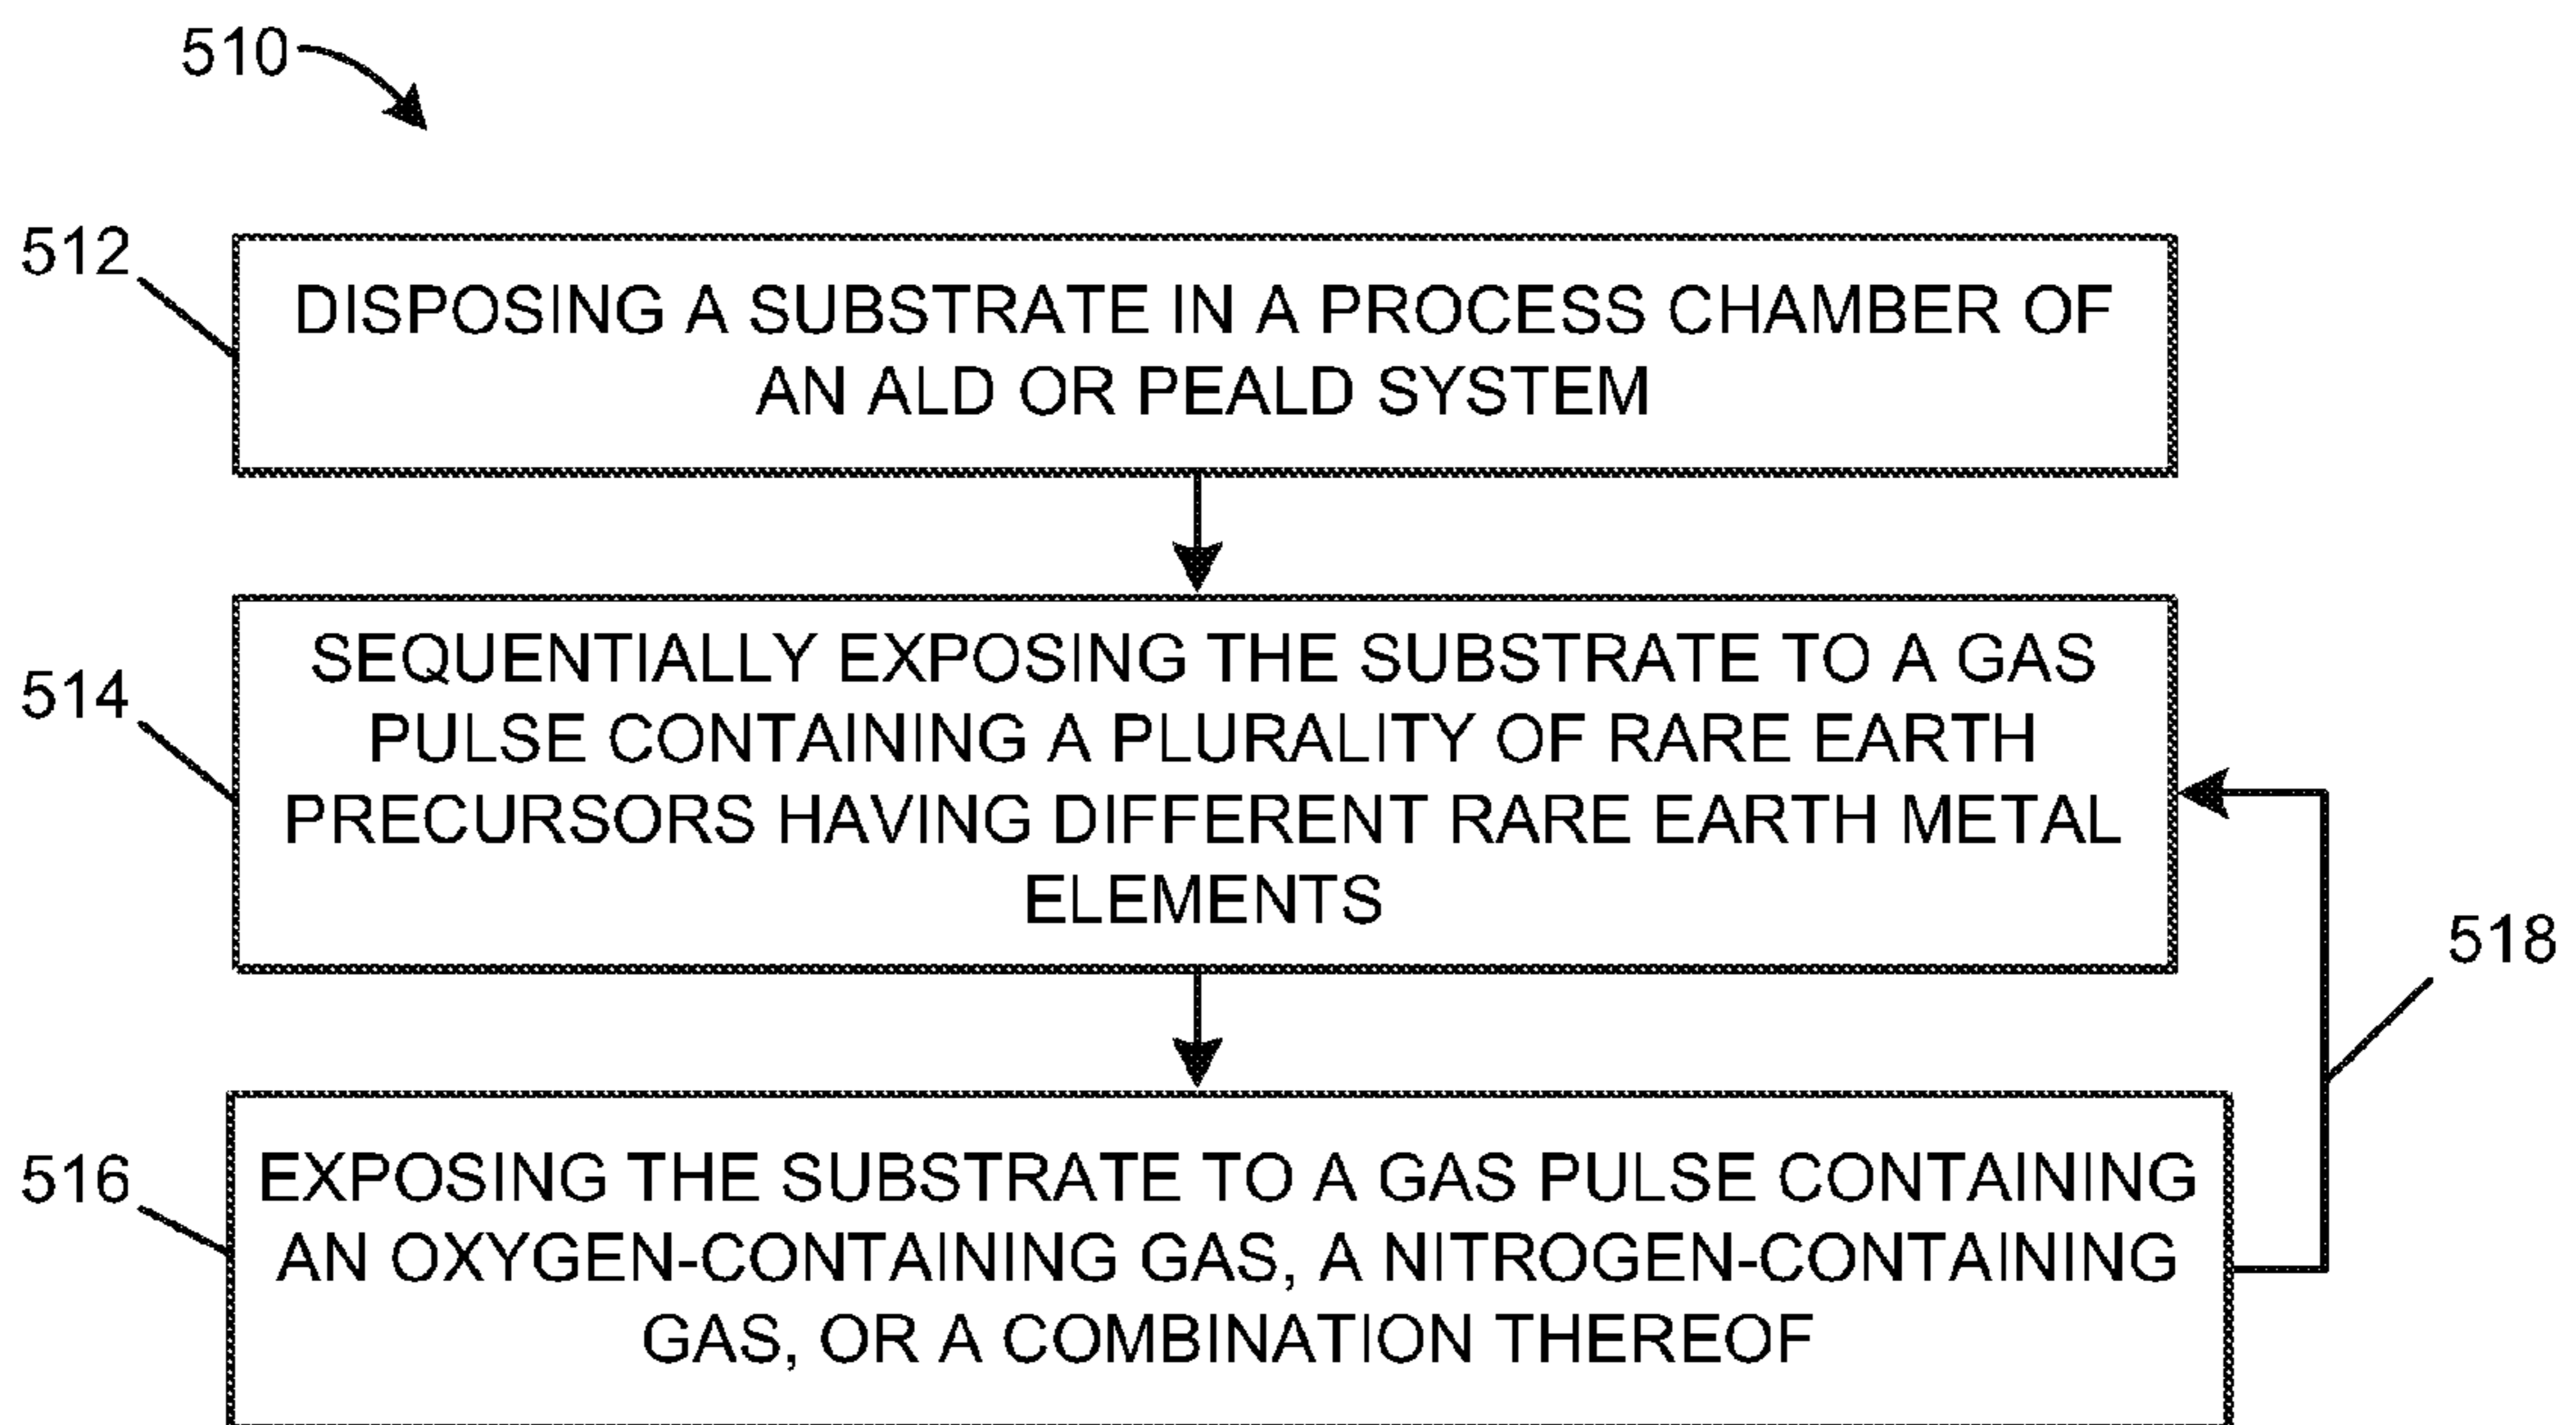 510
512
DISPOSING A SUBSTRATE IN A PROCESS CHAMBER OF
AN ALD OR PEALD SYSTEM
514
SEQUENTIALLY EXPOSING THE SUBSTRATE TO A GAS
PULSE CONTAINING A PLURALITY OF RARE EARTH
PRECURSORS HAVING DIFFERENT RARE EARTH METAL
ELEMENTS
518
516
EXPOSING THE SUBSTRATE TO A GAS PULSE CONTAINING
AN OXYGEN-CONTAINING GAS, A NITROGEN-CONTAINING
GAS, OR A COMBINATION THEREOF